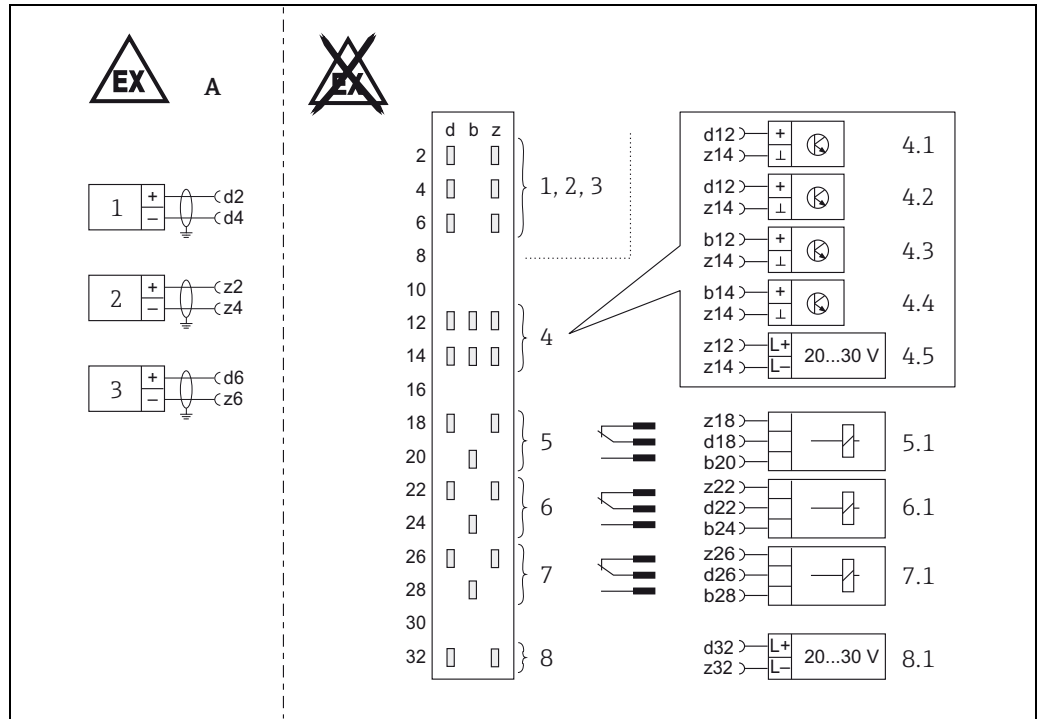 EX A
1 + d2
− d4
2 + z2
− z4
3 + d6
− z6
EX
d b z
2
4
6
1, 2, 3
8
10
12
14
4
16
18
20
5
22
24
6
26
28
7
30
32
8
d12 + 4.1
z14 ⊥
d12 + 4.2
z14 ⊥
b12 + 4.3
z14 ⊥
b14 + 4.4
z14 ⊥
z12 L+ 20...30 V 4.5
z14 L−
z18
d18 5.1
b20
z22
d22 6.1
b24
z26
d26 7.1
b28
d32 L+ 20...30 V 8.1
z32 L−